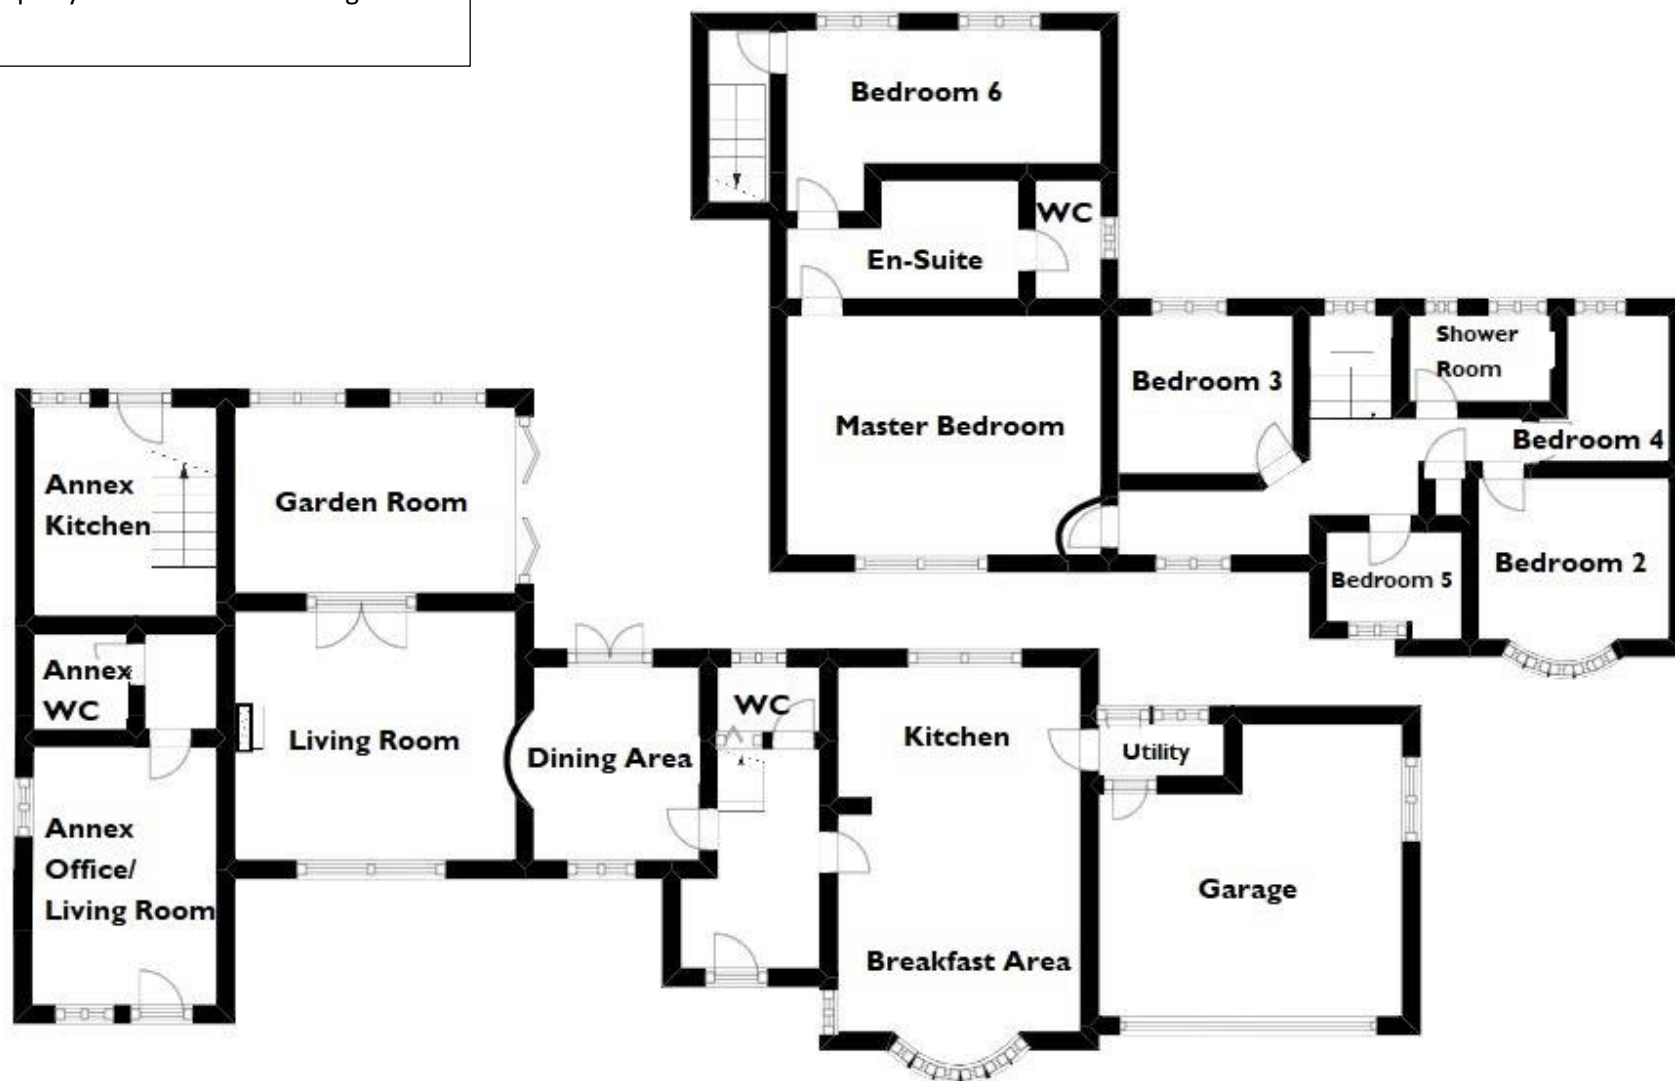 Bedroom 6
WC
En-Suite
Shower
Room
Bedroom 3
Master Bedroom
Bedroom 4
Bedroom 2
Bedroom 5
Annex
Kitchen
Garden Room
Annex
WC
Living Room
Dining Area
WC
Kitchen
Utility
Annex
Office/
Living Room
Garage
Breakfast Area